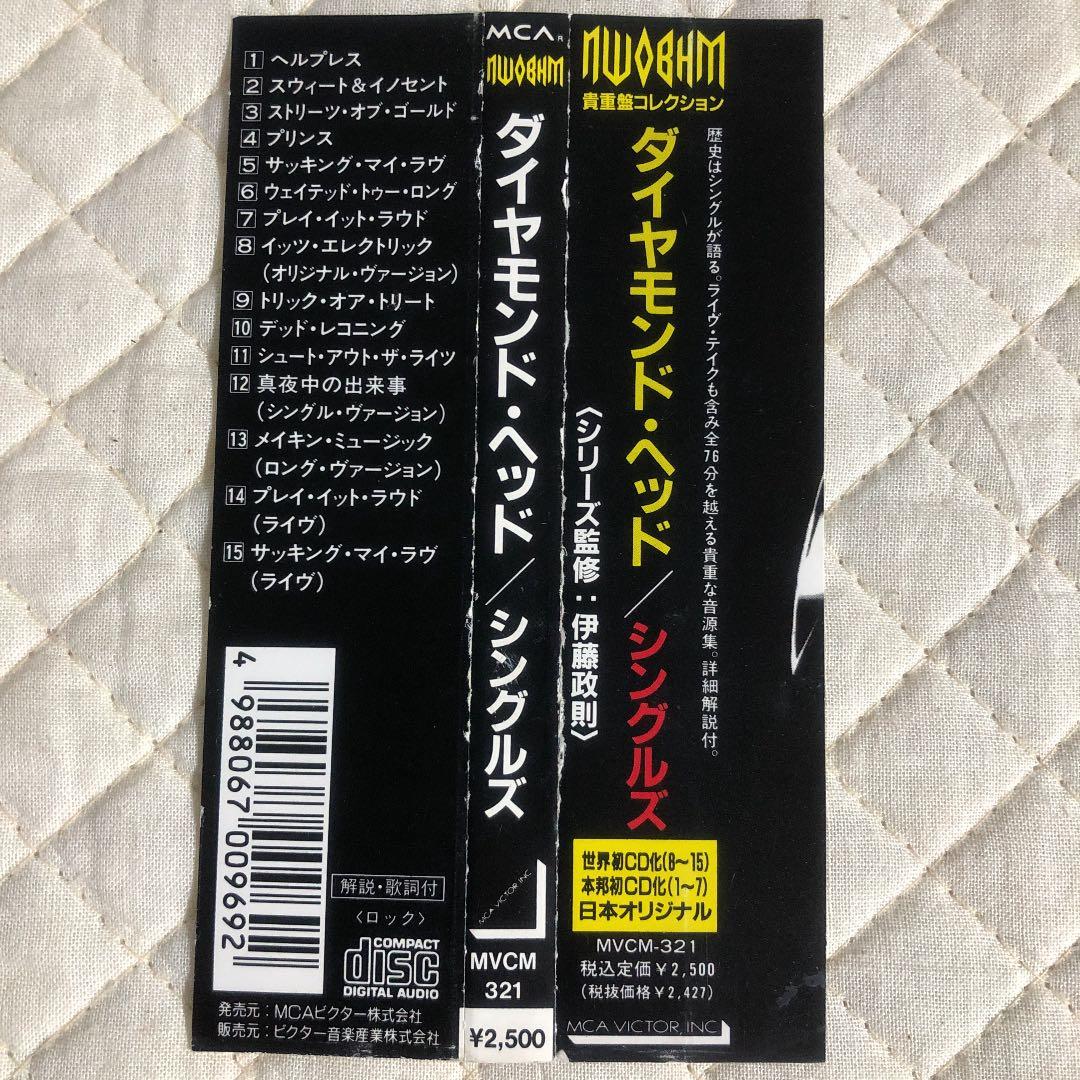 1 ヘルプレス
2 スウィート&イノセント
3 ストリーツ・オブ・ゴールド
4 プリンス
5 サッキング・マイ・ラヴ
6 ウェイテッド・トゥー・ロング
7 プレイ・イット・ラウド
8 イッツ・エレクトリック
(オリジナル・ヴァージョン)
9 トリック・オア・トリート
10 デッド・レコニング
11 シュート・アウト・ザ・ライツ
12 真夜中の出来事
(シングル・ヴァージョン)
13 メイキン・ミュージック
(ロング・ヴァージョン)
14 プレイ・イット・ラウド
(ライヴ)
15 サッキング・マイ・ラヴ
(ライヴ)
4 988067 009692
解説・歌詞付
〈ロック〉
COMPACT
disc
DIGITAL AUDIO
発売元:MCAビクター株式会社
販売元:ビクター音楽産業株式会社
MCA R
NWOBHM
ダイヤモンド・ヘッド/シングルズ
MCA VICTOR, INC.
MVCM
321
¥2,500
NWOBHM
貴重盤コレクション
歴史はシングルが語る。ライヴ・テイクも含み全76分を越える貴重な音源集。詳細解説付。
ダイヤモンド・ヘッド/シングルズ
〈シリーズ監修:伊藤政則〉
世界初CD化(8〜15)
本邦初CD化(1〜7)
日本オリジナル
MVCM-321
税込定価¥2,500
(税抜価格¥2,427)
MCA VICTOR, INC.